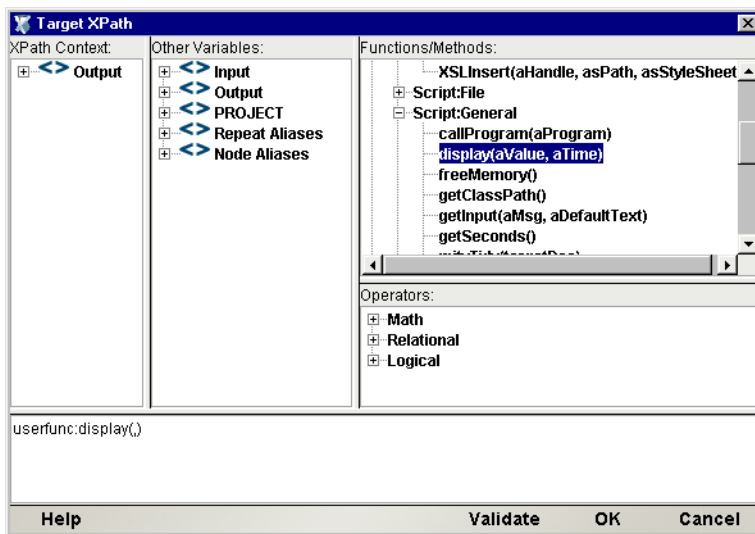 Target XPath
XPath Context:
Output
Other Variables:
Input
Output
PROJECT
Repeat Aliases
Node Aliases
Functions/Methods:
XSLInsert(aHandle, asPath, asStyleSheet
Script:File
Script:General
callProgram(aProgram)
display(aValue, aTime)
freeMemory()
getClassPath()
getInput(aMsg, aDefaultText)
getSeconds()
Operators:
Math
Relational
Logical
userfunc:display(,)
Help
Validate
OK
Cancel